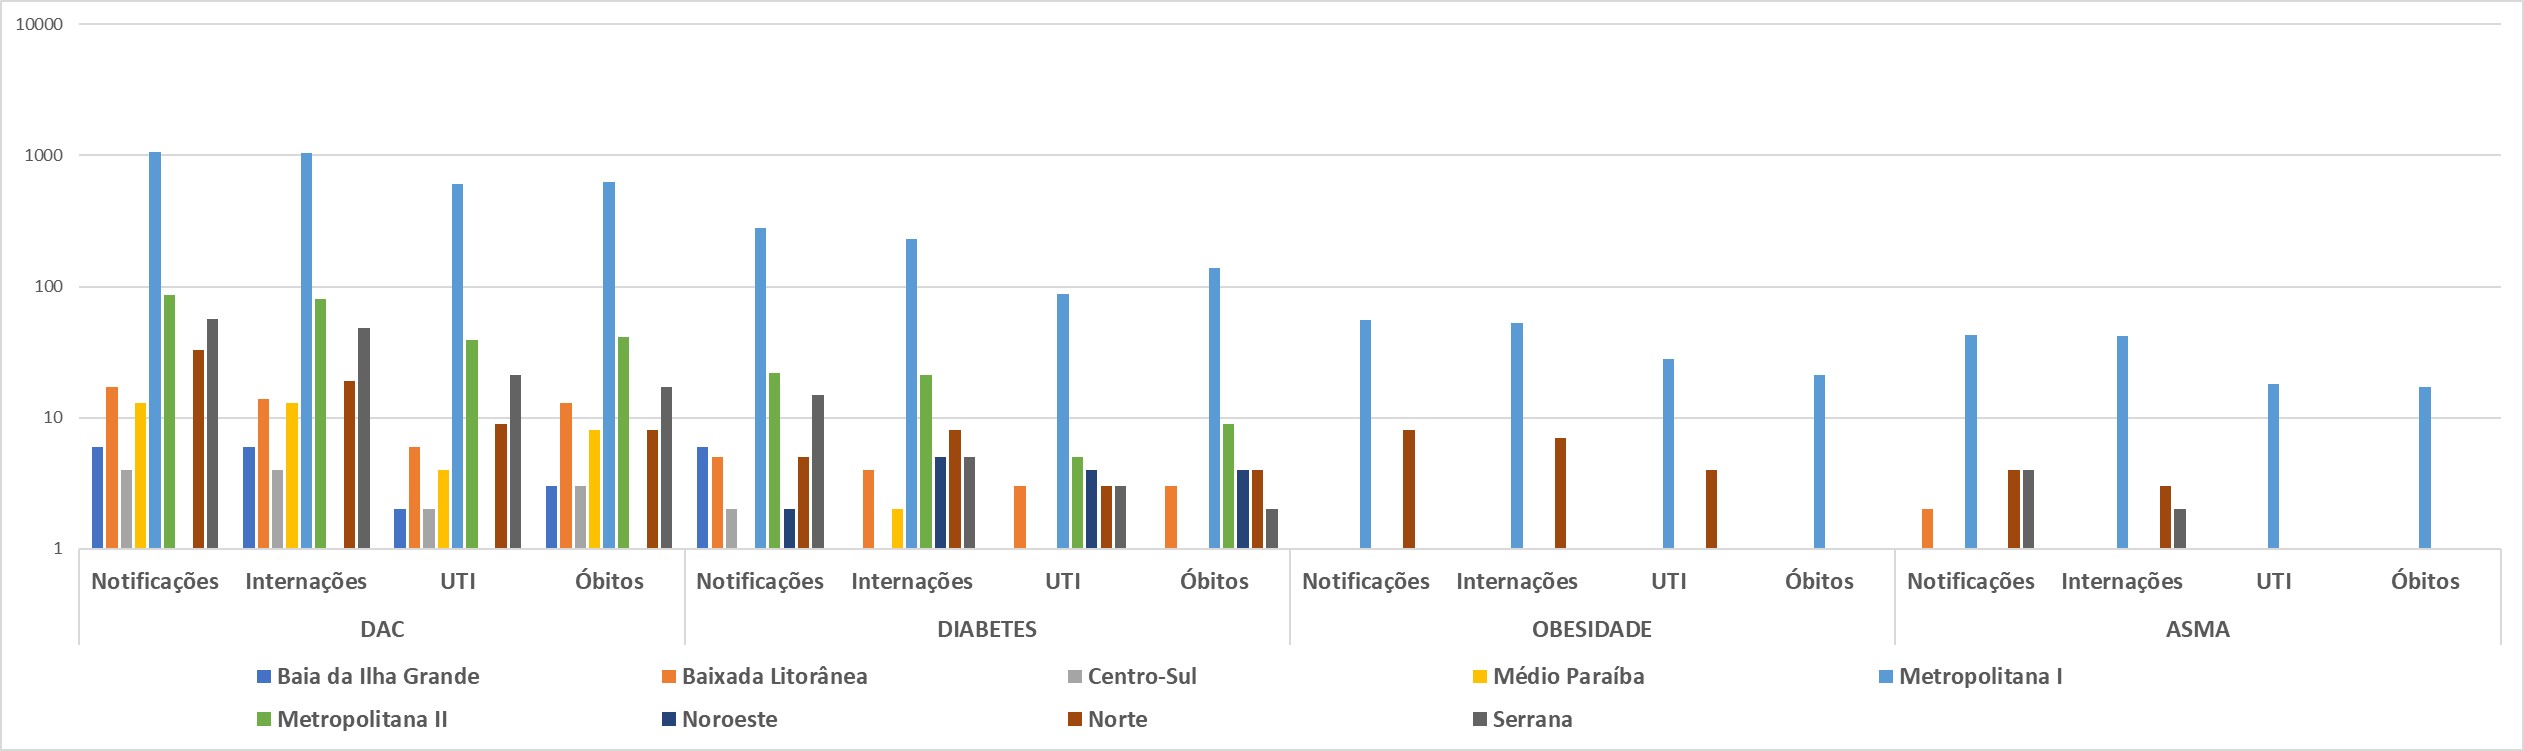 10000
1000
100
10
1
Notificações Internações UTI Óbitos Notificações Internações UTI Óbitos Notificações Internações UTI Óbitos Notificações Internações UTI Óbitos
DAC DIABETES OBESIDADE ASMA
Baia da Ilha Grande Baixada Litorânea Centro-Sul Médio Paraíba Metropolitana I
Metropolitana II Noroeste Norte Serrana